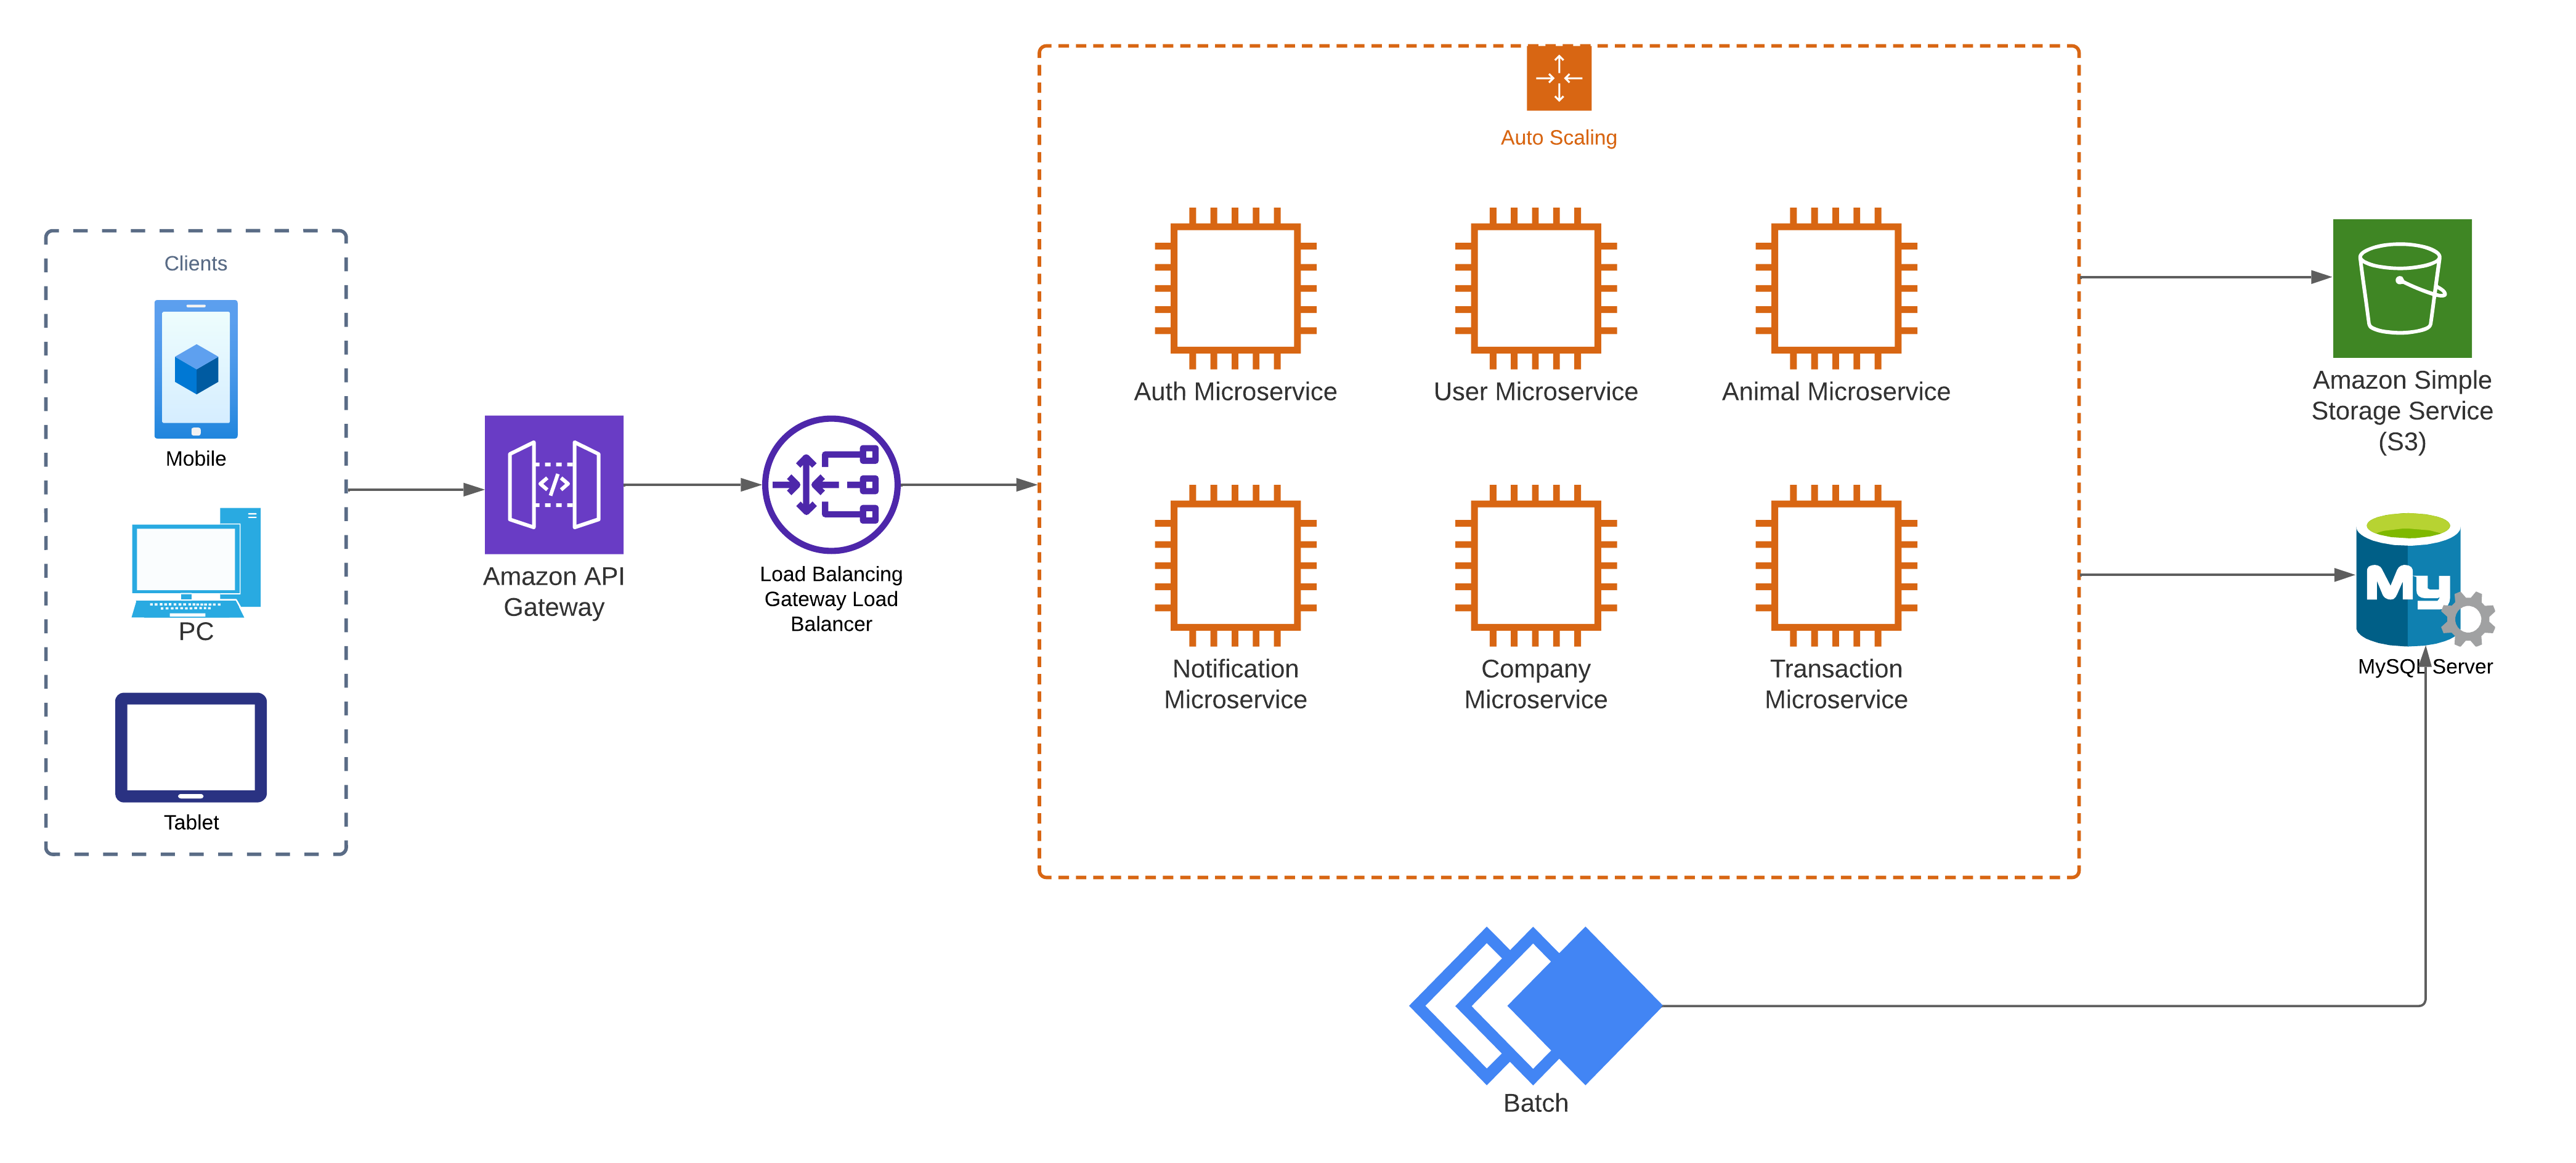 Auto Scaling
Clients
Mobile
PC
Tablet
Amazon API
Gateway
Load Balancing
Gateway Load
Balancer
Auth Microservice
User Microservice
Animal Microservice
Notification
Microservice
Company
Microservice
Transaction
Microservice
Amazon Simple
Storage Service
(S3)
My
MySQL Server
Batch